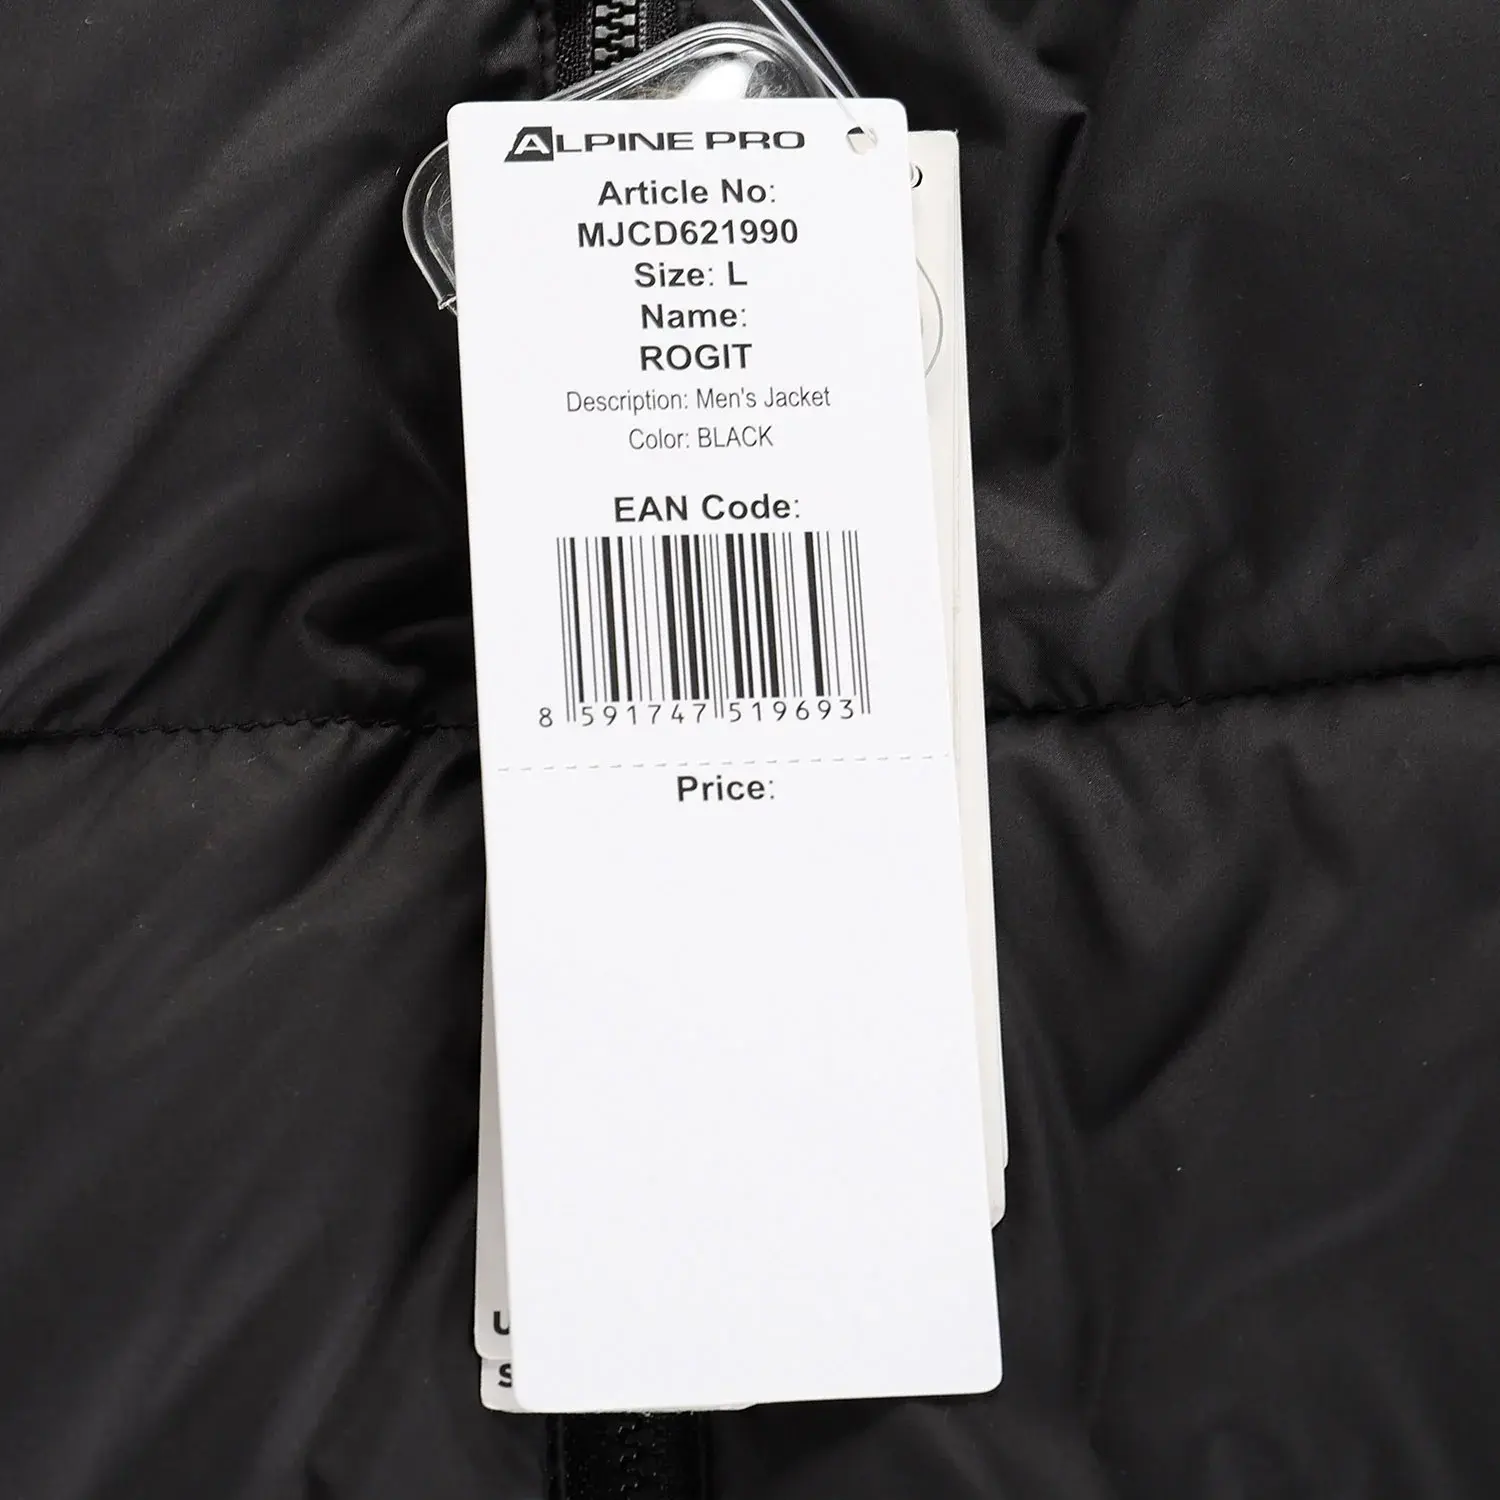 ALPINE PRO
Article No:
MJCD621990
Size: L
Name:
ROGIT
Description: Men's Jacket
Color: BLACK
EAN Code:
8 591747 519693
Price: